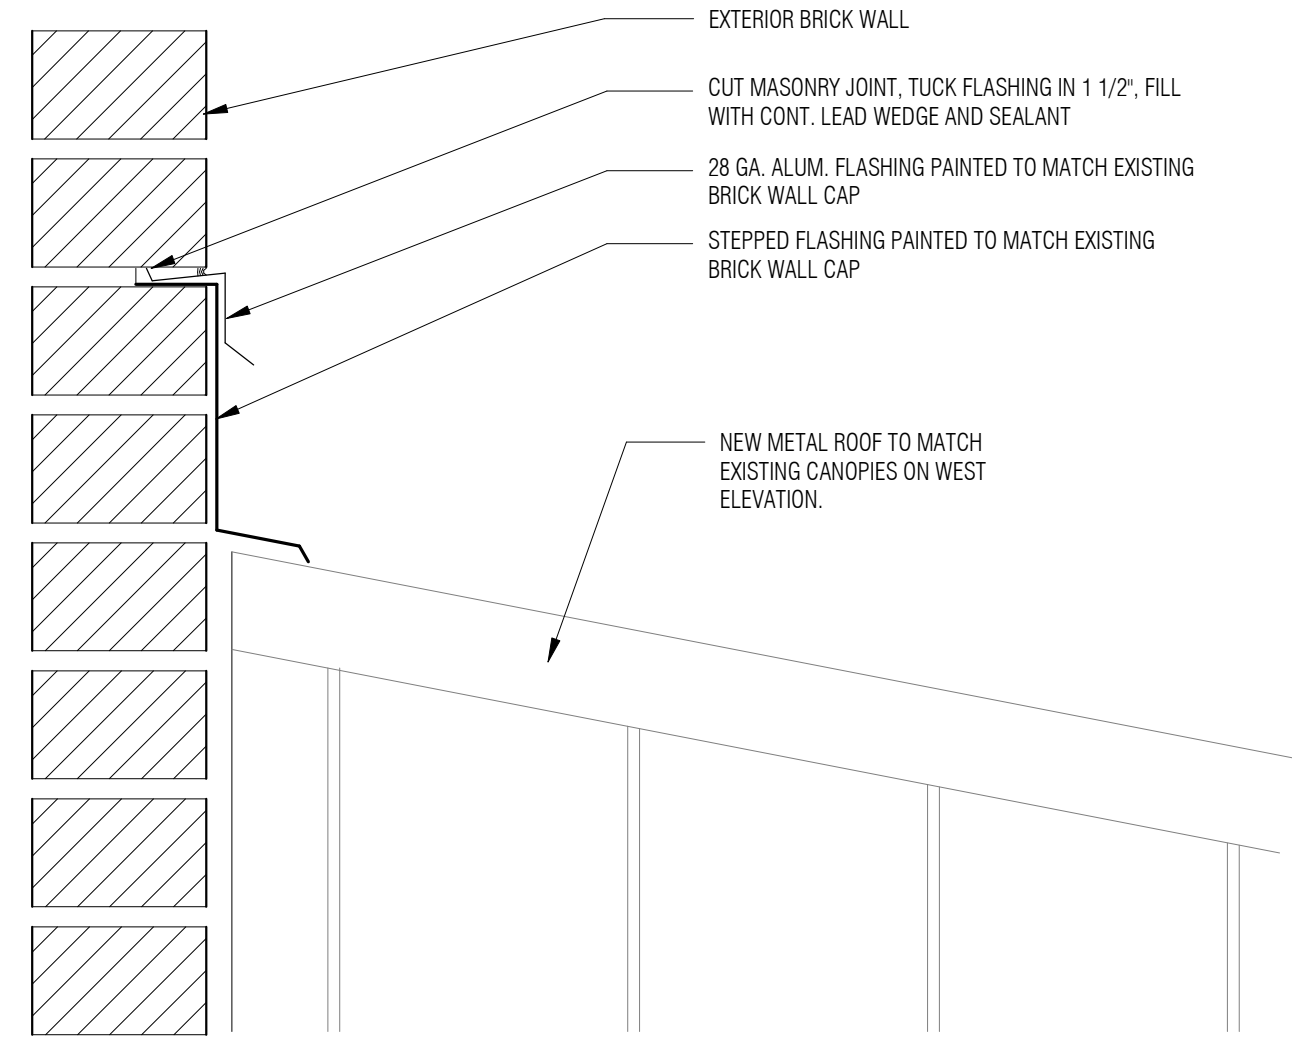 EXTERIOR BRICK WALL
CUT MASONRY JOINT, TUCK FLASHING IN 1 1/2", FILL
WITH CONT. LEAD WEDGE AND SEALANT
28 GA. ALUM. FLASHING PAINTED TO MATCH EXISTING
BRICK WALL CAP
STEPPED FLASHING PAINTED TO MATCH EXISTING
BRICK WALL CAP
NEW METAL ROOF TO MATCH
EXISTING CANOPIES ON WEST
ELEVATION.